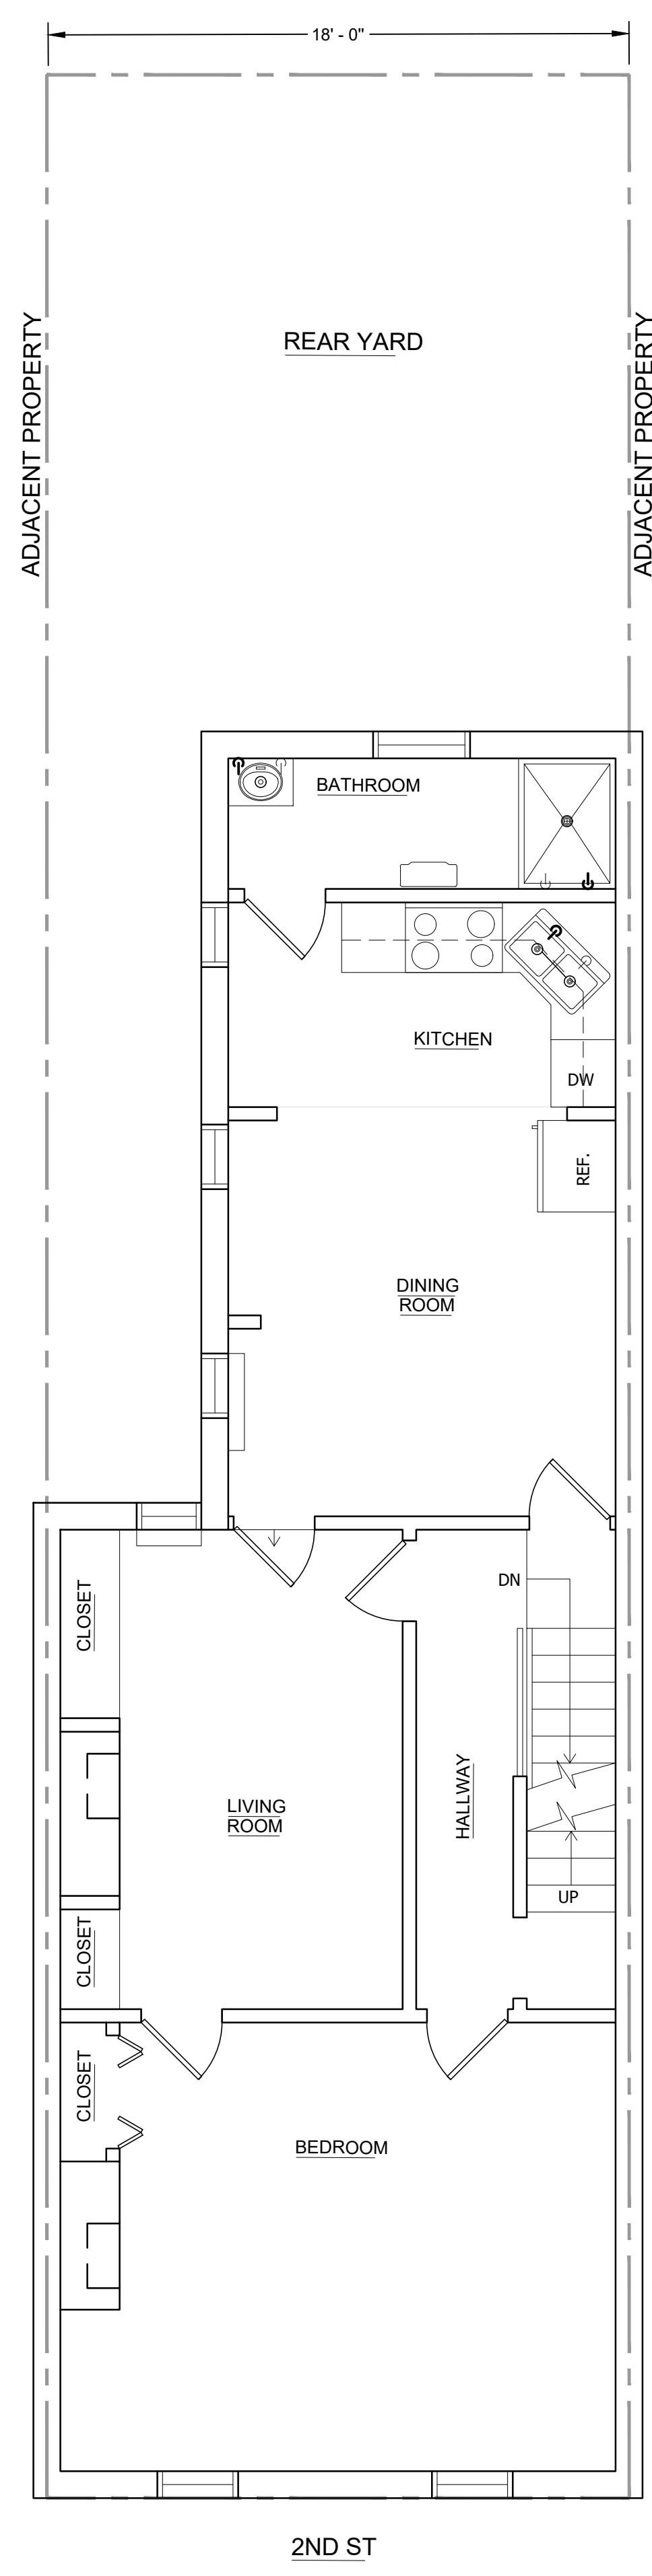 18' - 0"
ADJACENT PROPERTY
REAR YARD
ADJACENT PROPERTY
BATHROOM
KITCHEN
DW
REF.
DINING
ROOM
DN
CLOSET
HALLWAY
LIVING
ROOM
UP
CLOSET
CLOSET
BEDROOM
2ND ST